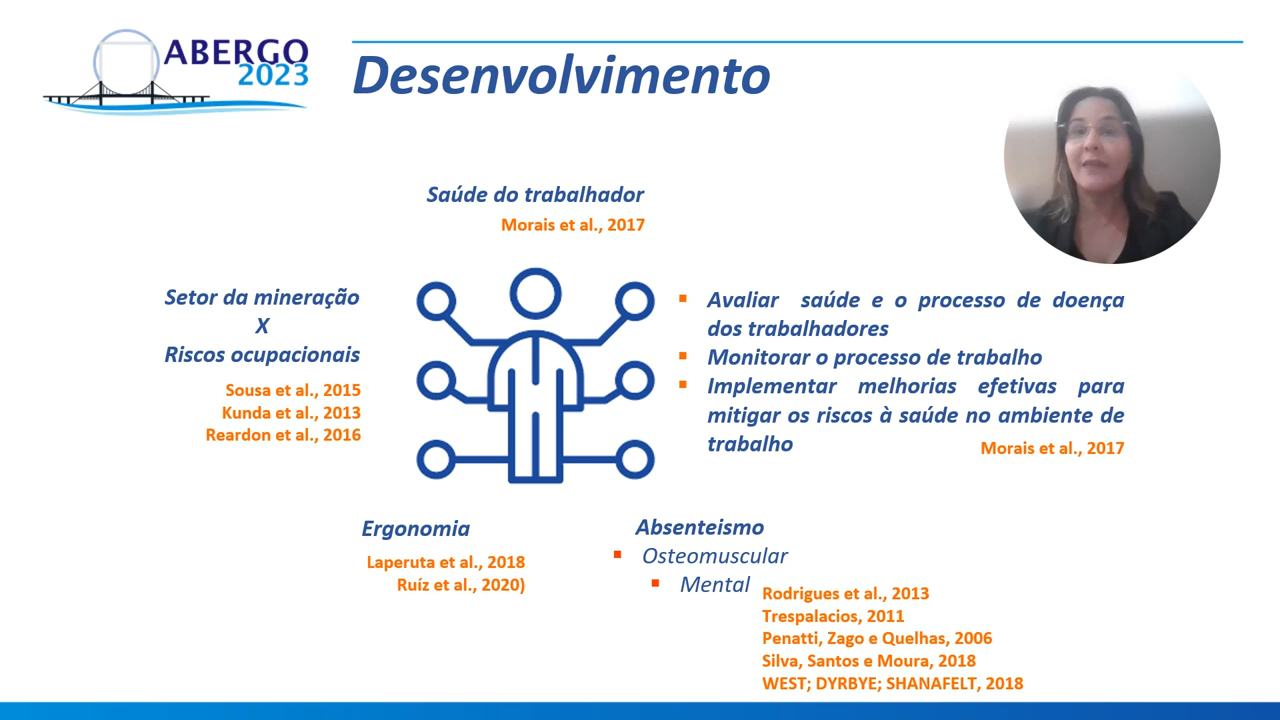 ABERGO
2023
Desenvolvimento
Saúde do trabalhador
Morais et al., 2017
Setor da mineração
X
Riscos ocupacionais
Sousa et al., 2015
Kunda et al., 2013
Reardon et al., 2016
Avaliar saúde e o processo de doença
dos trabalhadores
Monitorar o processo de trabalho
Implementar melhorias efetivas para
mitigar os riscos à saúde no ambiente de
trabalho
Morais et al., 2017
Ergonomia
Laperuta et al., 2018
Ruíz et al., 2020)
Absenteismo
Osteomuscular
Mental
Rodrigues et al., 2013
Trespalacios, 2011
Penatti, Zago e Quelhas, 2006
Silva, Santos e Moura, 2018
WEST; DYRBYE; SHANAFELT, 2018